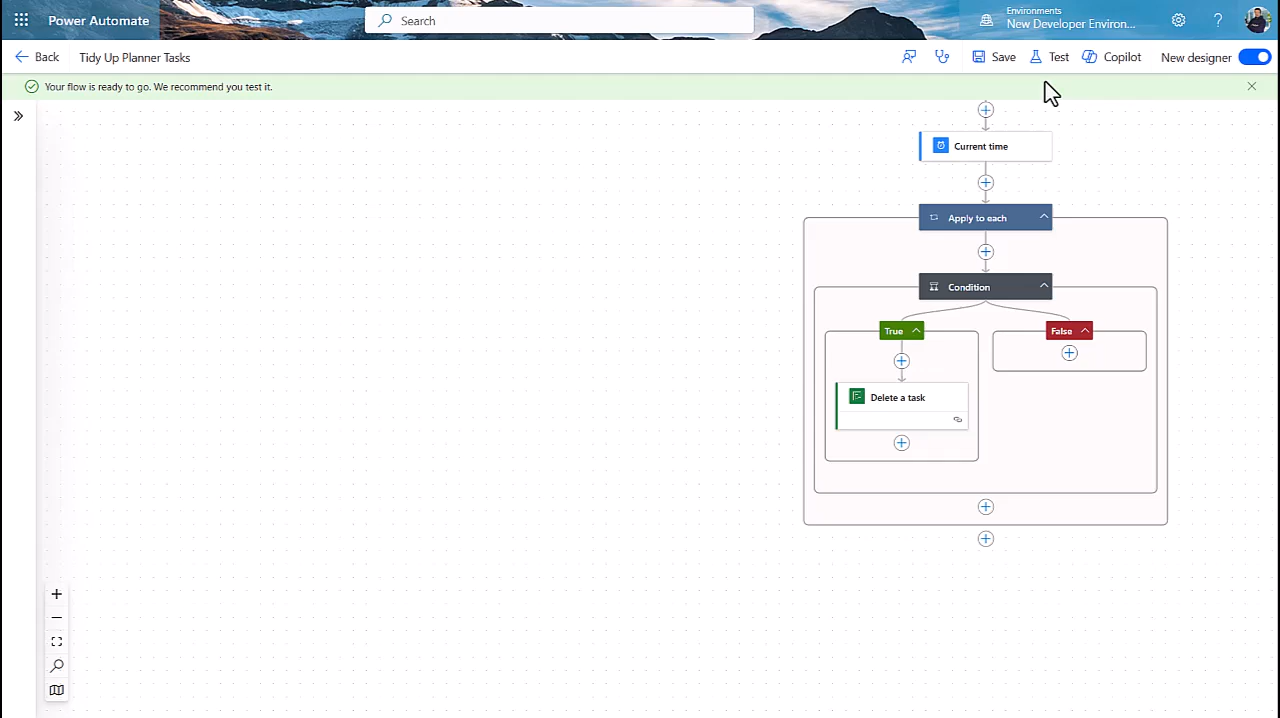 Power Automate
Search
Environments
New Developer Environ...
?
Back
Tidy Up Planner Tasks
Save
Test
Copilot
New designer
Your flow is ready to go. We recommend you test it.
Current time
Apply to each
Condition
True
False
Delete a task